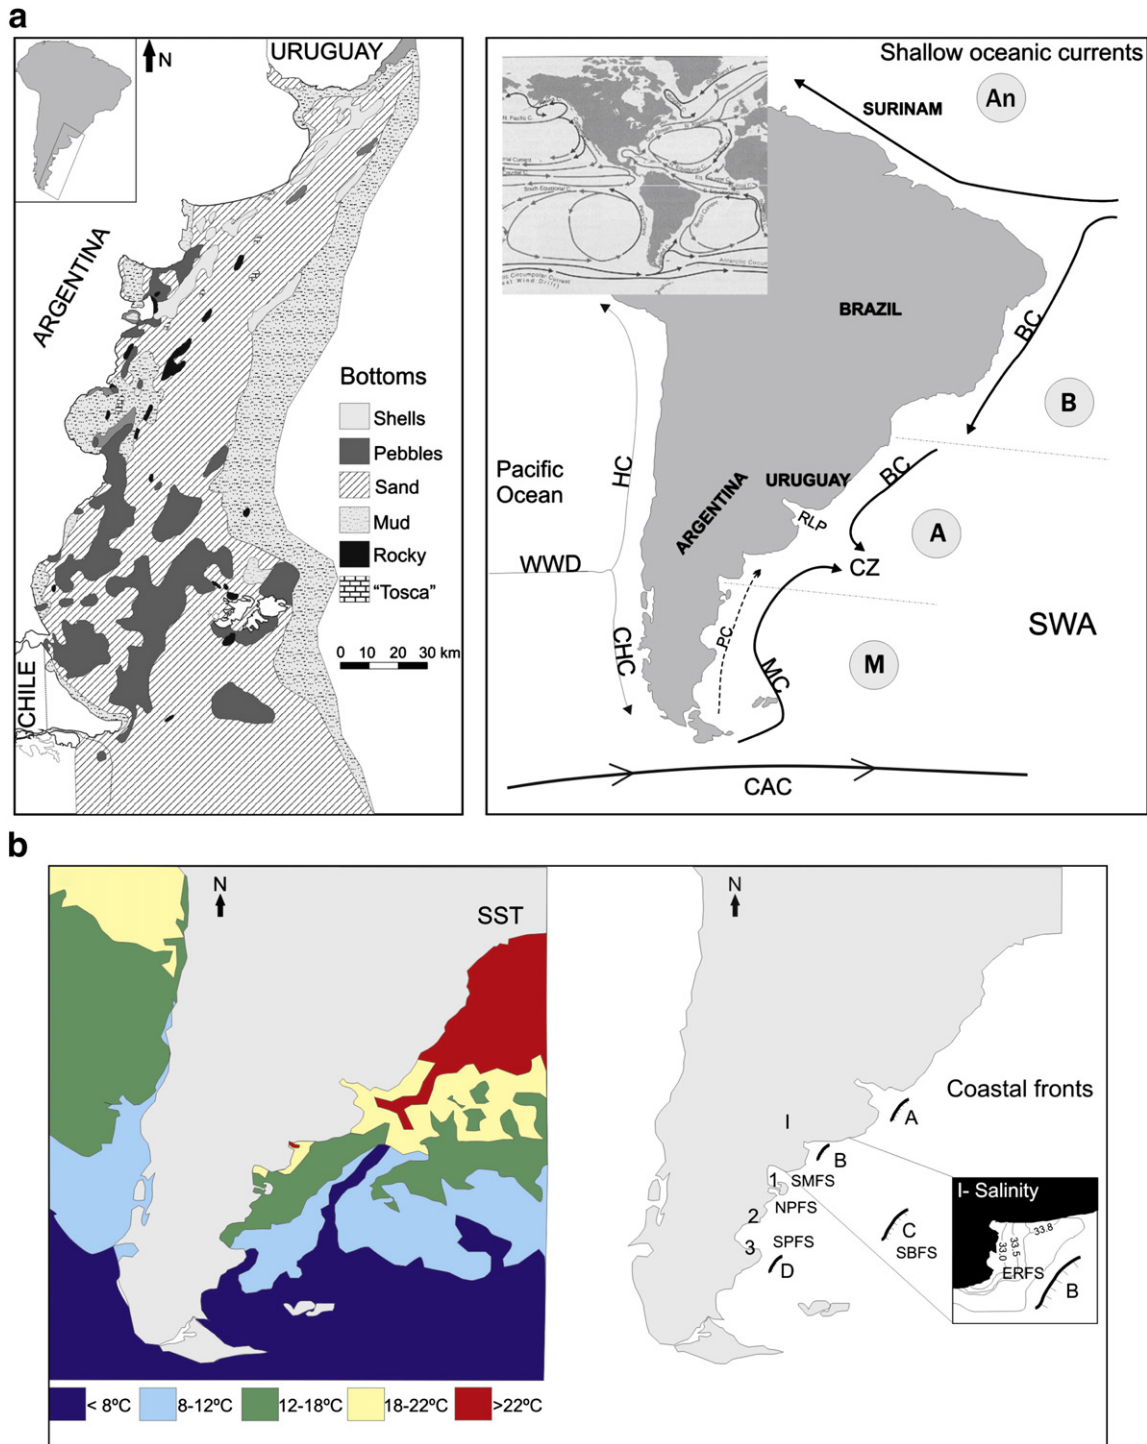 a
N
URUGUAY
ARGENTINA
CHILE
Bottoms
Shells
Pebbles
Sand
Mud
Rocky
“Tosca”
0 10 20 30 km
Shallow oceanic currents
An
SURINAM
BRAZIL
BC
B
Pacific
Ocean
HC
ARGENTINA
URUGUAY
BC
RLP
A
WWD
CZ
CHC
PC
MC
M
SWA
CAC
N. Pacific C.
South Equatorial C.
b
N
SST
< 8ºC
8-12ºC
12-18ºC
18-22ºC
>22ºC
N
Coastal fronts
I
A
B
1
SMFS
NPFS
2
3
SPFS
D
C
SBFS
I- Salinity
33.0
33.5
33.8
ERFS
B